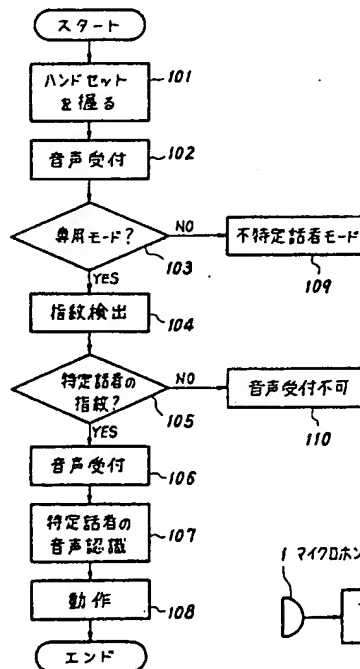 スタート
ハンドセット
を握る
101
音声受付
102
専用モード?
NO
103
不特定話者モード
109
YES
指紋検出
104
特定話者の
指紋?
NO
105
音声受付不可
110
YES
音声受付
106
特定話者の
音声認識
107
動作
108
エンド
1 マイクロホン